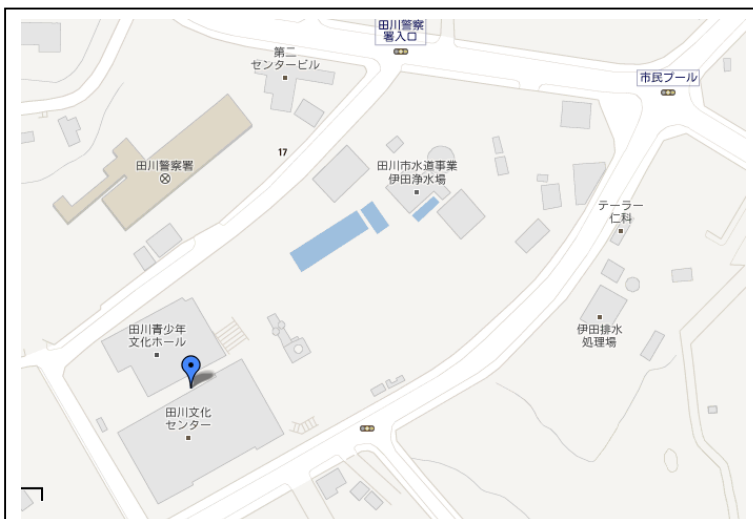 田川警察
署入口
第二
センタービル
市民プール
17
田川警察署
田川市水道事業
伊田浄水場
テーラー
仁科
田川青少年
文化ホール
伊田排水
処理場
田川文化
センター